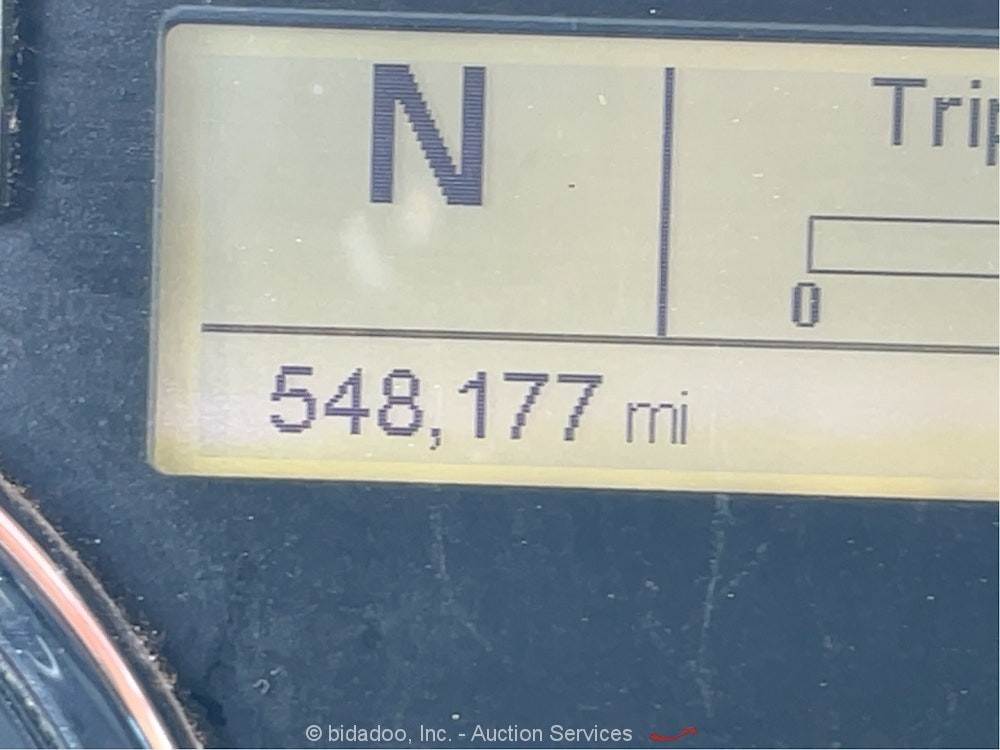 N
Trip
0
548,177 mi
© bidadoo, Inc. - Auction Services